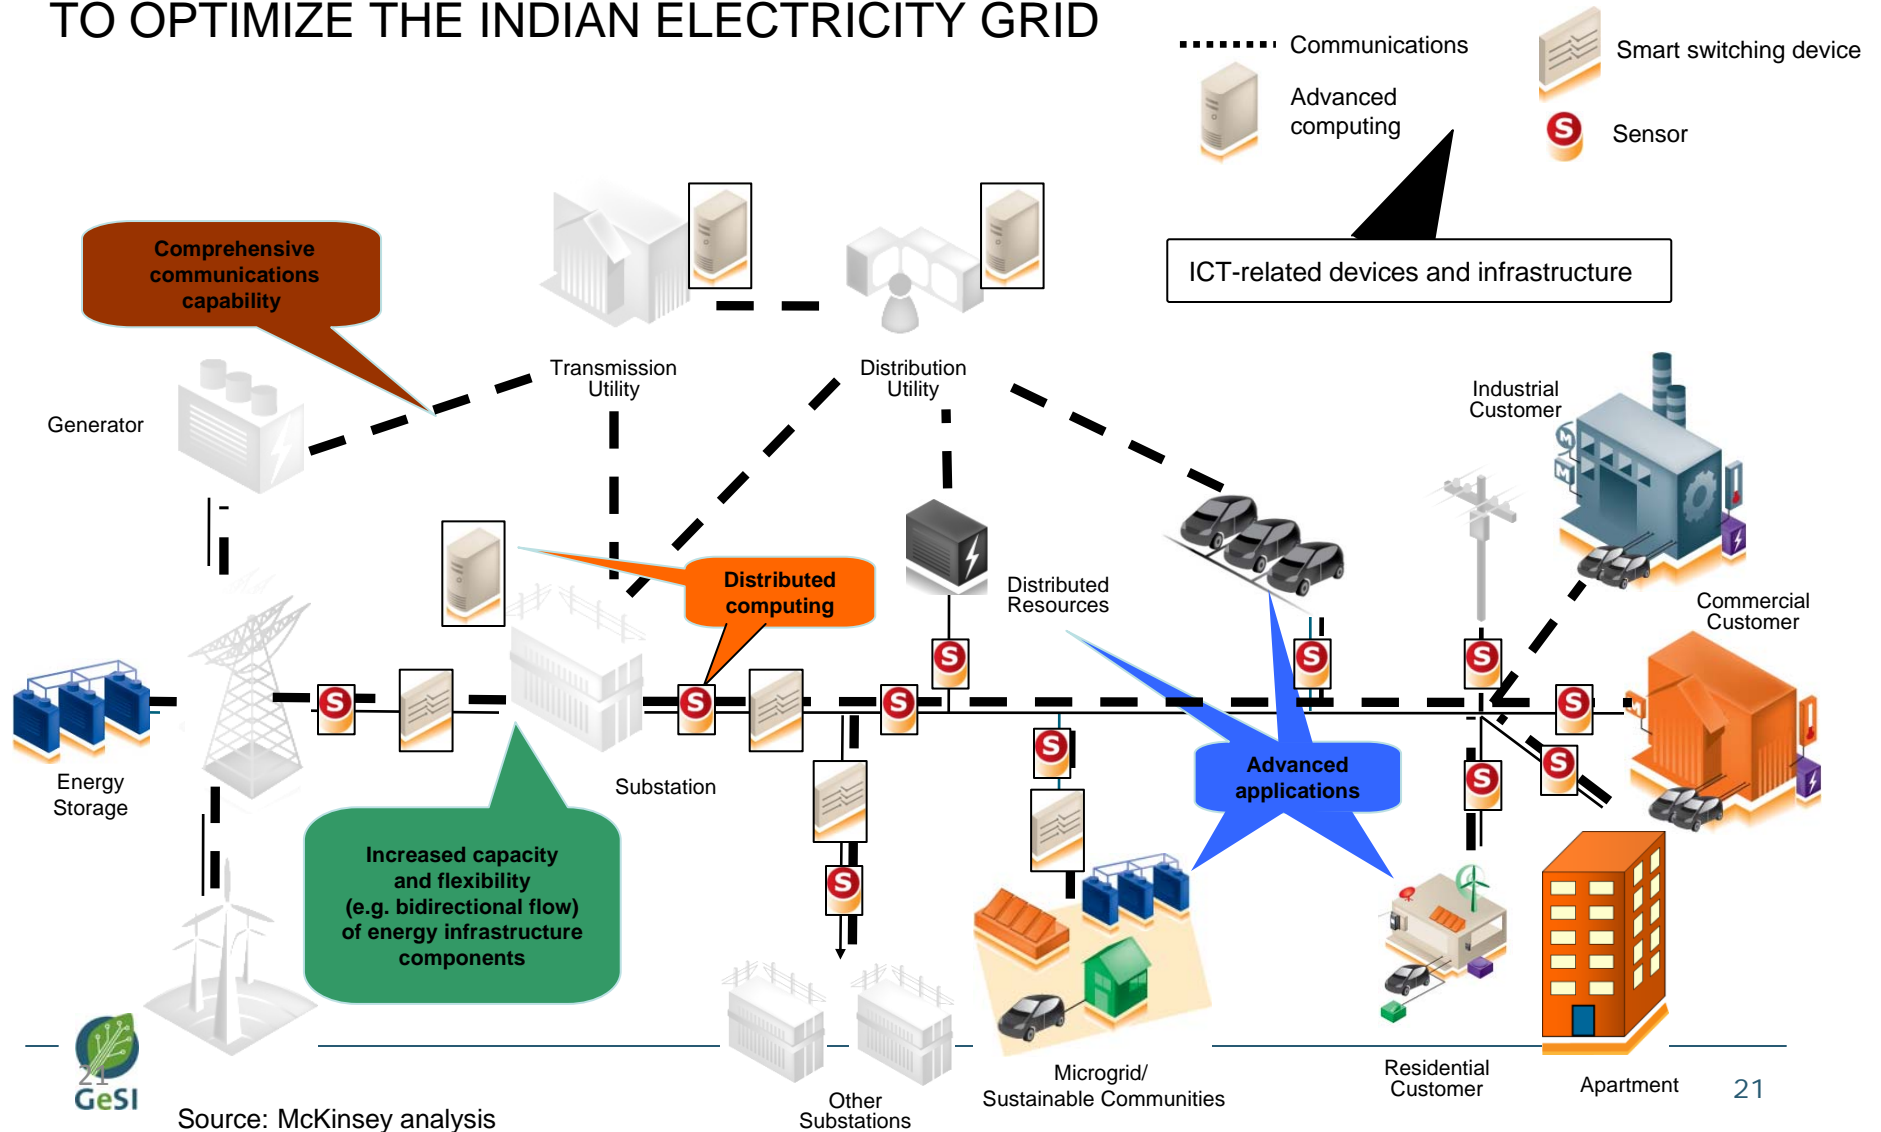 TO OPTIMIZE THE INDIAN ELECTRICITY GRID
Communications
Smart switching device
Advanced
computing
S
Sensor
ICT-related devices and infrastructure
Comprehensive
communications
capability
Transmission
Utility
Distribution
Utility
Generator
Industrial
Customer
M
M
Distributed
computing
Distributed
Resources
Commercial
Customer
S
S
S
S
S
S
S
M
S
Energy
Storage
Substation
S
S
S
Advanced
applications
Increased capacity
and flexibility
(e.g. bidirectional flow)
of energy infrastructure
components
S
Microgrid/
Sustainable Communities
Residential
Customer
Apartment
21
21
GeSI
Other
Substations
Source: McKinsey analysis